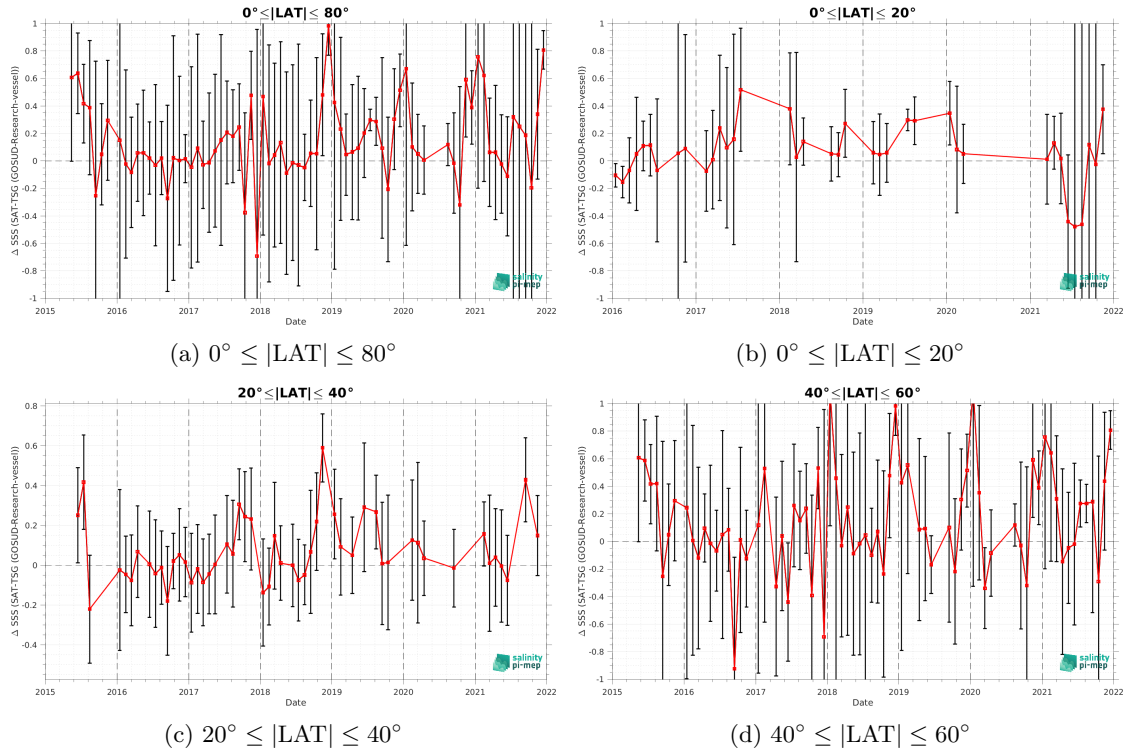 0°≤|LAT|≤ 80°
Δ SSS (SAT-TSG (GOSUD-Research-vessel))
1
0.8
0.6
0.4
0.2
0
-0.2
-0.4
-0.6
-0.8
-1
2015 2016 2017 2018 2019 2020 2021 2022
Date
salinity
pi-mep
(a) 0° ≤ |LAT| ≤ 80°
0°≤|LAT|≤ 20°
Δ SSS (SAT-TSG (GOSUD-Research-vessel))
1
0.8
0.6
0.4
0.2
0
-0.2
-0.4
-0.6
-0.8
-1
2016 2017 2018 2019 2020 2021 2022
Date
salinity
pi-mep
(b) 0° ≤ |LAT| ≤ 20°
20°≤|LAT|≤ 40°
Δ SSS (SAT-TSG (GOSUD-Research-vessel))
0.8
0.6
0.4
0.2
0
-0.2
-0.4
2015 2016 2017 2018 2019 2020 2021 2022
Date
salinity
pi-mep
(c) 20° ≤ |LAT| ≤ 40°
40°≤|LAT|≤ 60°
Δ SSS (SAT-TSG (GOSUD-Research-vessel))
1
0.8
0.6
0.4
0.2
0
-0.2
-0.4
-0.6
-0.8
-1
2015 2016 2017 2018 2019 2020 2021 2022
Date
salinity
pi-mep
(d) 40° ≤ |LAT| ≤ 60°